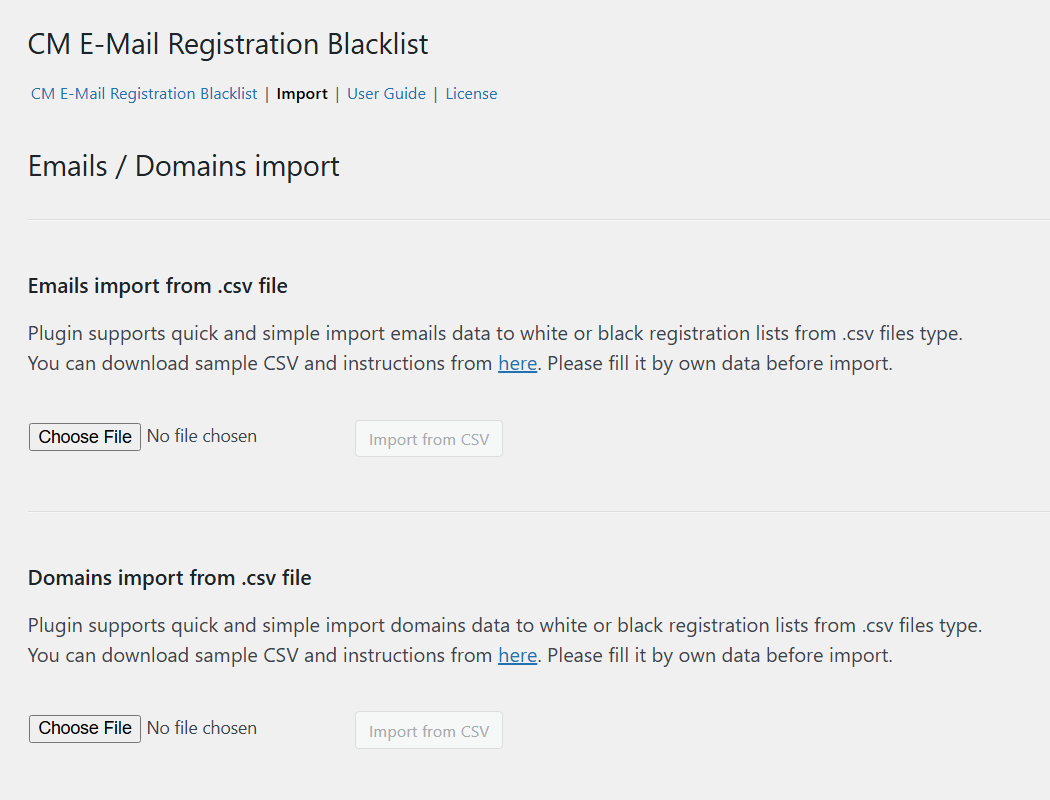 CM E-Mail Registration Blacklist
CM E-Mail Registration Blacklist | Import | User Guide | License
Emails / Domains import
Emails import from .csv file
Plugin supports quick and simple import emails data to white or black registration lists from .csv files type.
You can download sample CSV and instructions from here. Please fill it by own data before import.
Choose File No file chosen Import from CSV
Domains import from .csv file
Plugin supports quick and simple import domains data to white or black registration lists from .csv files type.
You can download sample CSV and instructions from here. Please fill it by own data before import.
Choose File No file chosen Import from CSV